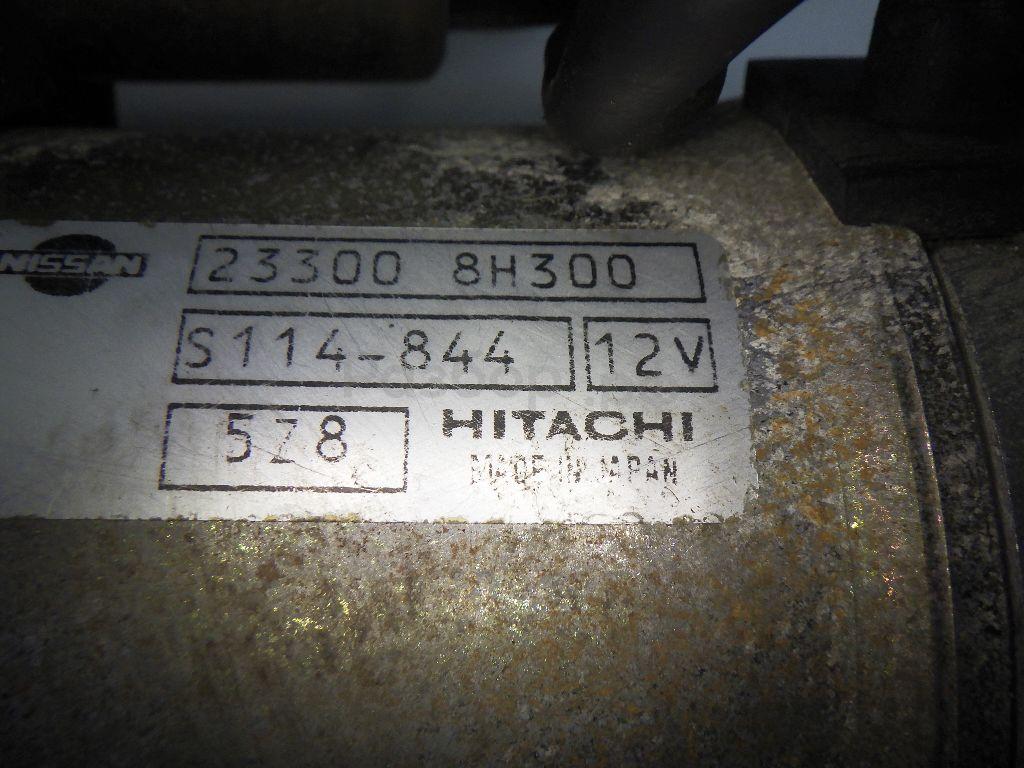 NISSAN
23300 8H300
S114-844 12V
5Z8 HITACHI
MADE IN JAPAN